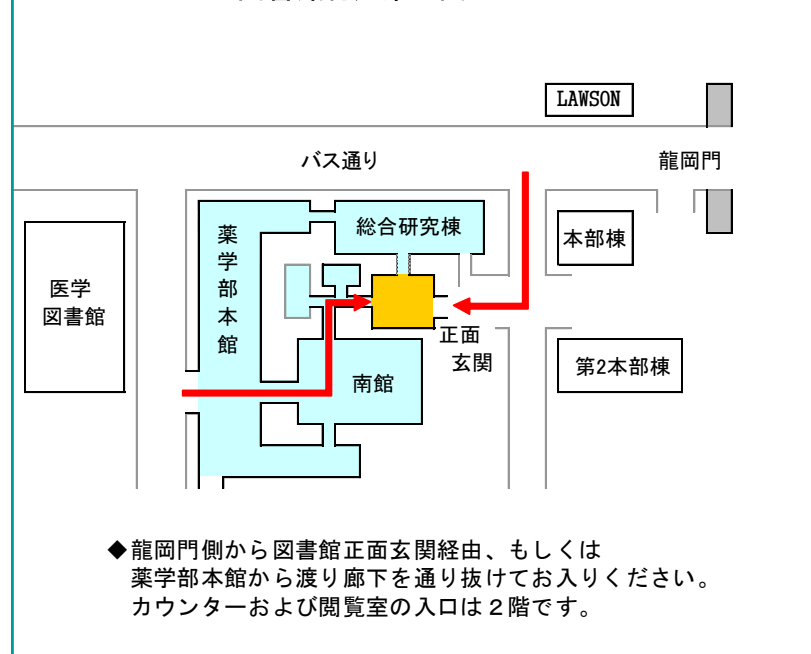 LAWSON
バス通り
龍岡門
総合研究棟
本部棟
薬学部本館
医学
図書館
正面
玄関
南館
第2本部棟
◆龍岡門側から図書館正面玄関経由、もしくは
薬学部本館から渡り廊下を通り抜けてお入りください。
カウンターおよび閲覧室の入口は２階です。